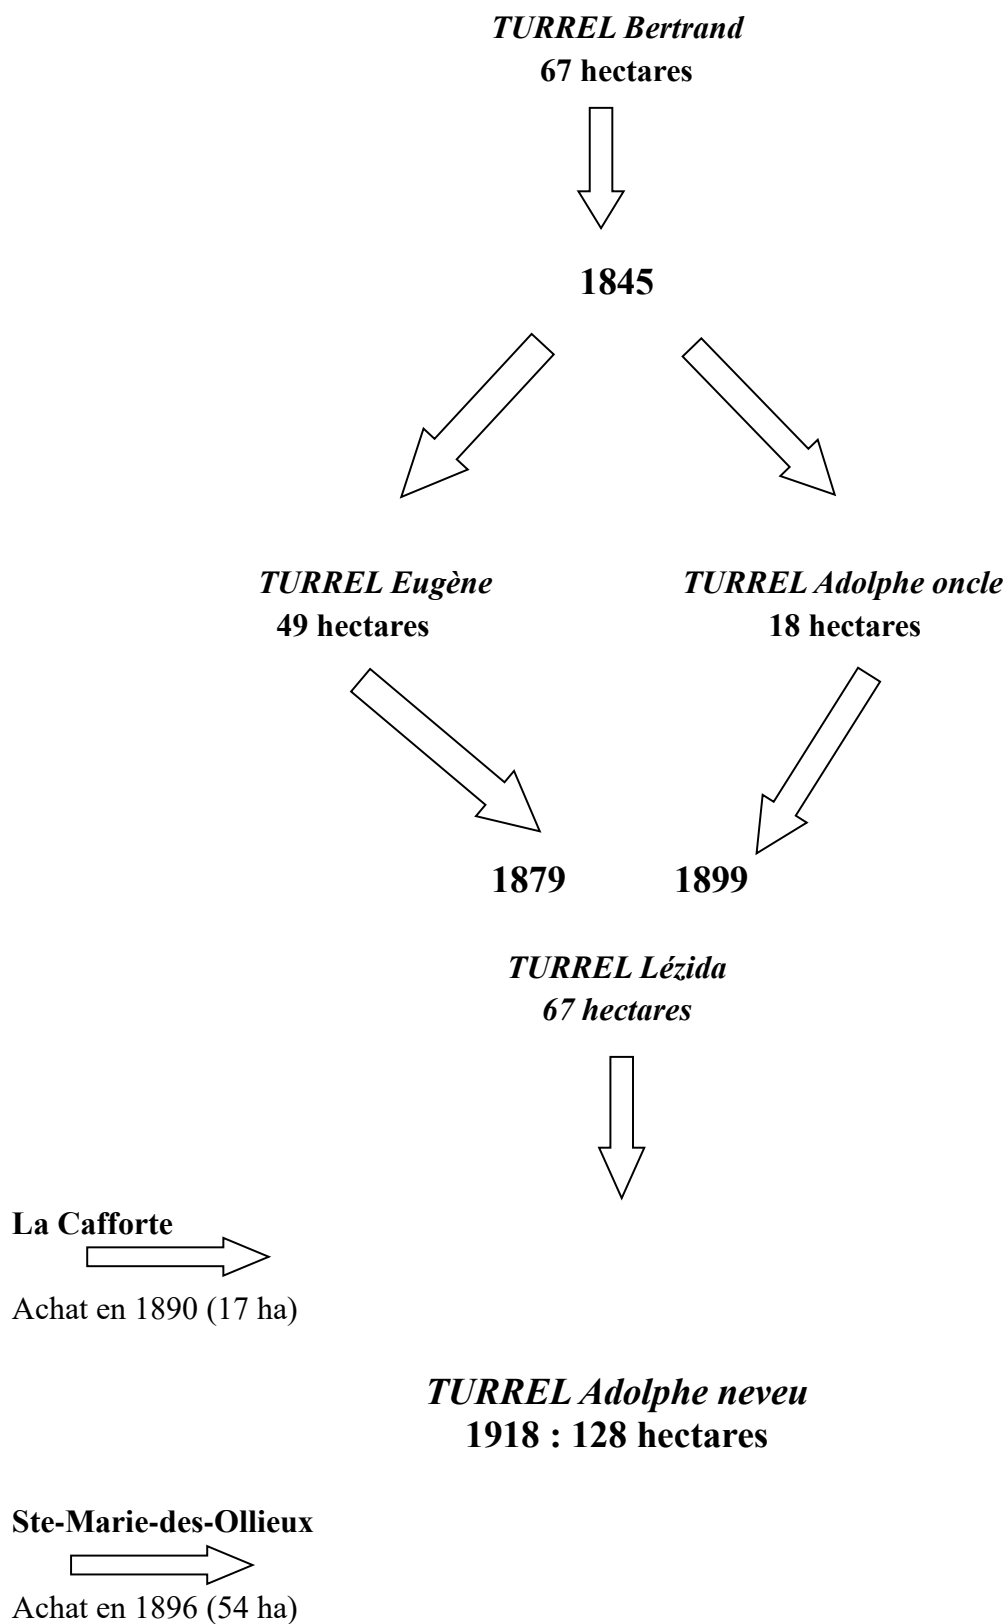 TURREL Bertrand
67 hectares
1845
TURREL Eugène
49 hectares
TURREL Adolphe oncle
18 hectares
1879
1899
TURREL Lézida
67 hectares
La Cafforte
Achat en 1890 (17 ha)
TURREL Adolphe neveu
1918 : 128 hectares
Ste-Marie-des-Ollieux
Achat en 1896 (54 ha)